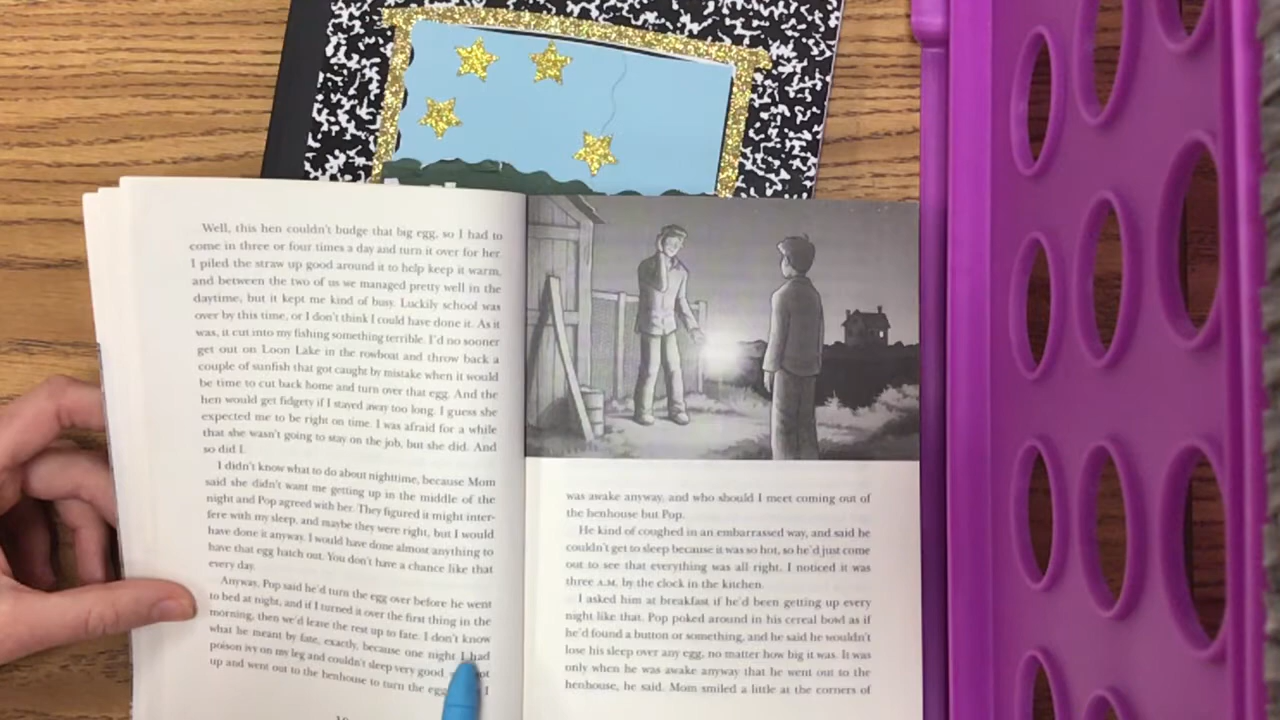 Well, this hen couldn't budge that big egg, so I had to
come in three or four times a day and turn it over for her.
I piled the straw up good around it to help keep it warm,
and between the two of us we managed pretty well in the
daytime, but it kept me kind of busy. Luckily school was
over by this time, or I don't think I could have done it. As it
was, it cut into my fishing something terrible. I'd no sooner
get out on Loon Lake in the rowboat and throw back a
couple of sunfish that got caught by mistake when it would
be time to cut back home and turn over that egg. And the
hen would get fidgety if I stayed away too long. I guess she
expected me to be right on time. I was afraid for a while
that she wasn't going to stay on the job, but she did. And
so did I.
I didn't know what to do about nighttime, because Mom
said she didn't want me getting up in the middle of the
night and Pop agreed with her. They figured it might inter-
fere with my sleep, and maybe they were right, but I would
have done it anyway. I would have done almost anything to
have that egg hatch out. You don't have a chance like that
every day.
Anyway, Pop said he'd turn the egg over before he went
to bed at night, and if I turned it over the first thing in the
morning, then we'd leave the rest up to fate. I don't know
what he meant by fate, exactly, because one night I had
poison ivy on my leg and couldn't sleep very good,
up and went out to the henhouse to turn the egg I
was awake anyway, and who should I meet coming out of
the henhouse but Pop.
He kind of coughed in an embarrassed way, and said he
couldn't get to sleep because it was so hot, so he'd just come
out to see that everything was all right. I noticed it was
three A.M. by the clock in the kitchen.
I asked him at breakfast if he'd been getting up every
night like that. Pop poked around in his cereal bowl as if
he'd found a button or something, and he said he wouldn't
lose his sleep over any egg, no matter how big it was. It was
only when he was awake anyway that he went out to the
henhouse, he said. Mom smiled a little at the corners of